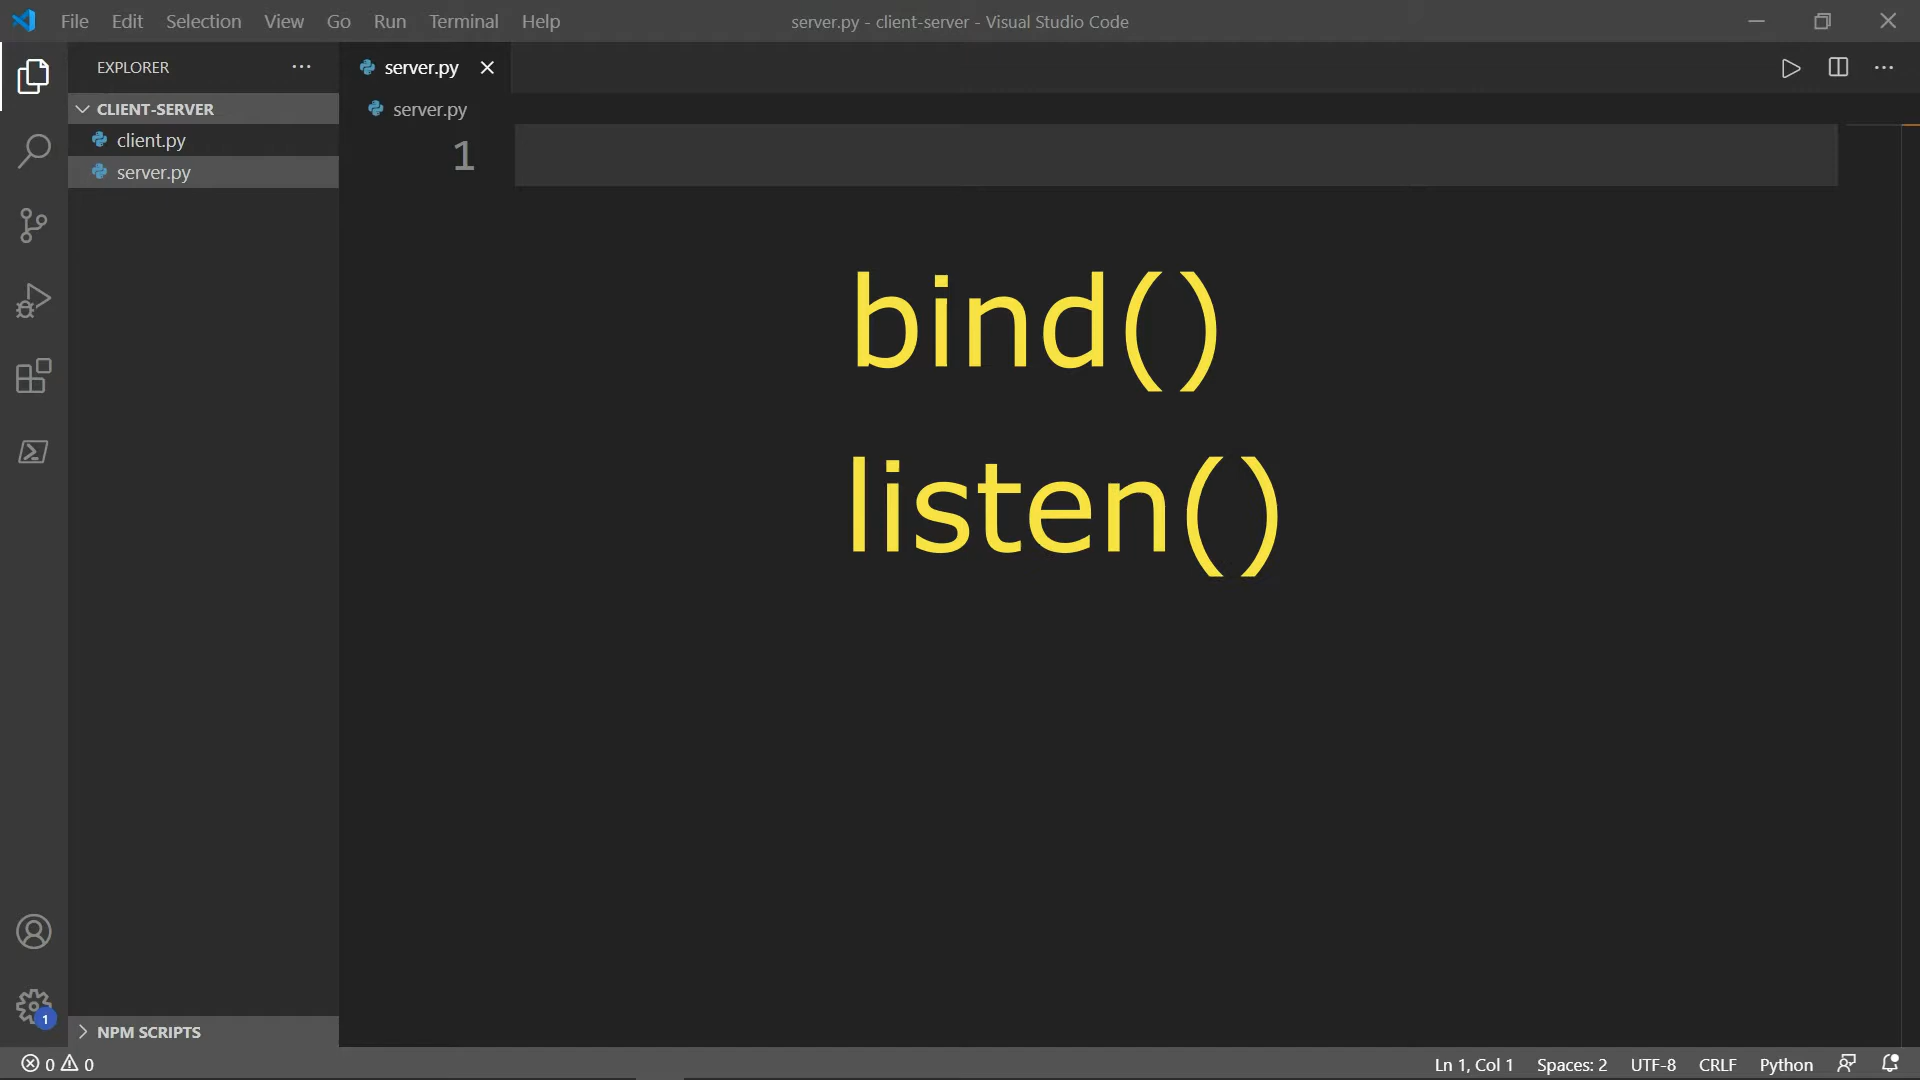 File Edit Selection View Go Run Terminal Help
server.py - client-server - Visual Studio Code
EXPLORER
server.py
CLIENT-SERVER
server.py
client.py
server.py
1
bind()
listen()
1
NPM SCRIPTS
0 0
Ln 1, Col 1 Spaces: 2 UTF-8 CRLF Python